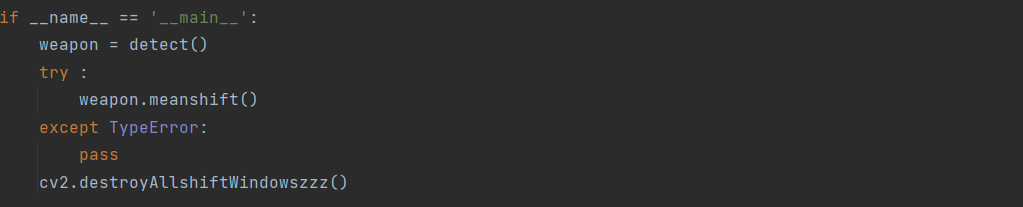 if __name__ == '__main__':
    weapon = detect()
    try :
        weapon.meanshift()
    except TypeError:
        pass
    cv2.destroyAllshiftWindowszzz()